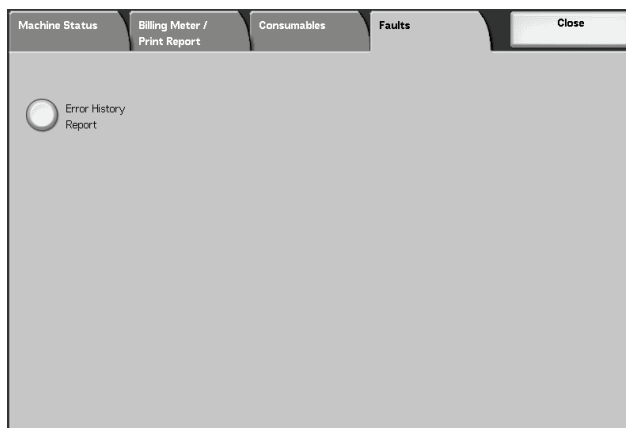 Machine Status
Billing Meter /
Print Report
Consumables
Faults
Close
Error History
Report